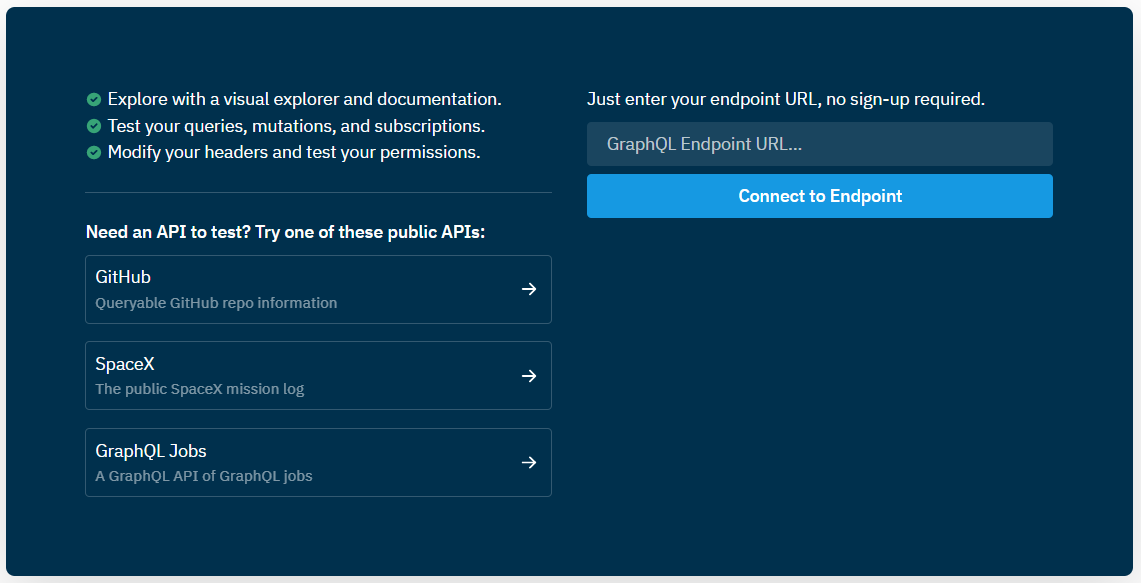 Explore with a visual explorer and documentation.
Test your queries, mutations, and subscriptions.
Modify your headers and test your permissions.
Need an API to test? Try one of these public APIs:
GitHub
Queryable GitHub repo information
SpaceX
The public SpaceX mission log
GraphQL Jobs
A GraphQL API of GraphQL jobs
Just enter your endpoint URL, no sign-up required.
GraphQL Endpoint URL...
Connect to Endpoint